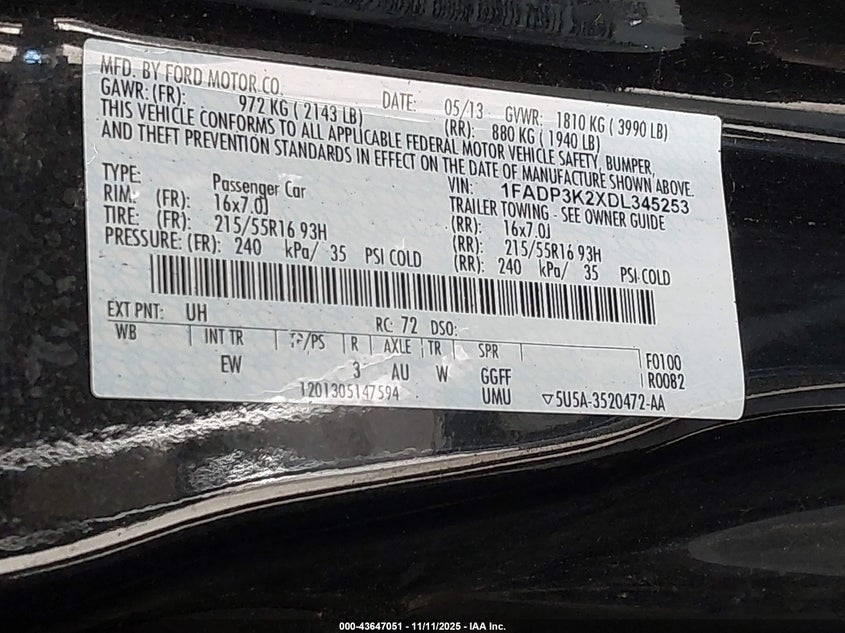 MFD. BY FORD MOTOR CO. DATE: 05/13 GVWR: 1810 KG ( 3990 LB)
GAWR: (FR): 972 KG ( 2143 LB) (RR): 880 KG ( 1940 LB)
THIS VEHICLE CONFORMS TO ALL APPLICABLE FEDERAL MOTOR VEHICLE SAFETY, BUMPER,
AND THEFT PREVENTION STANDARDS IN EFFECT ON THE DATE OF MANUFACTURE SHOWN ABOVE.
VIN: 1FADP3K2XDL345253
TYPE: Passenger Car TRAILER TOWING - SEE OWNER GUIDE
RIM: (FR): 16x7.0J (RR): 16x7.0J
TIRE: (FR): 215/55R16 93H (RR): 215/55R16 93H
PRESSURE: (FR): 240 kPa/ 35 PSI COLD (RR): 240 kPa/ 35 PSI COLD
EXT PNT: UH RC: 72 DSO:
WB INT TR TP/PS R AXLE TR SPR F0100
EW 3 AU W GGFF R0082
1201305147594 UMU ▽5U5A-3520472-AA
000-43647051 - 11/11/2025 - IAA Inc.